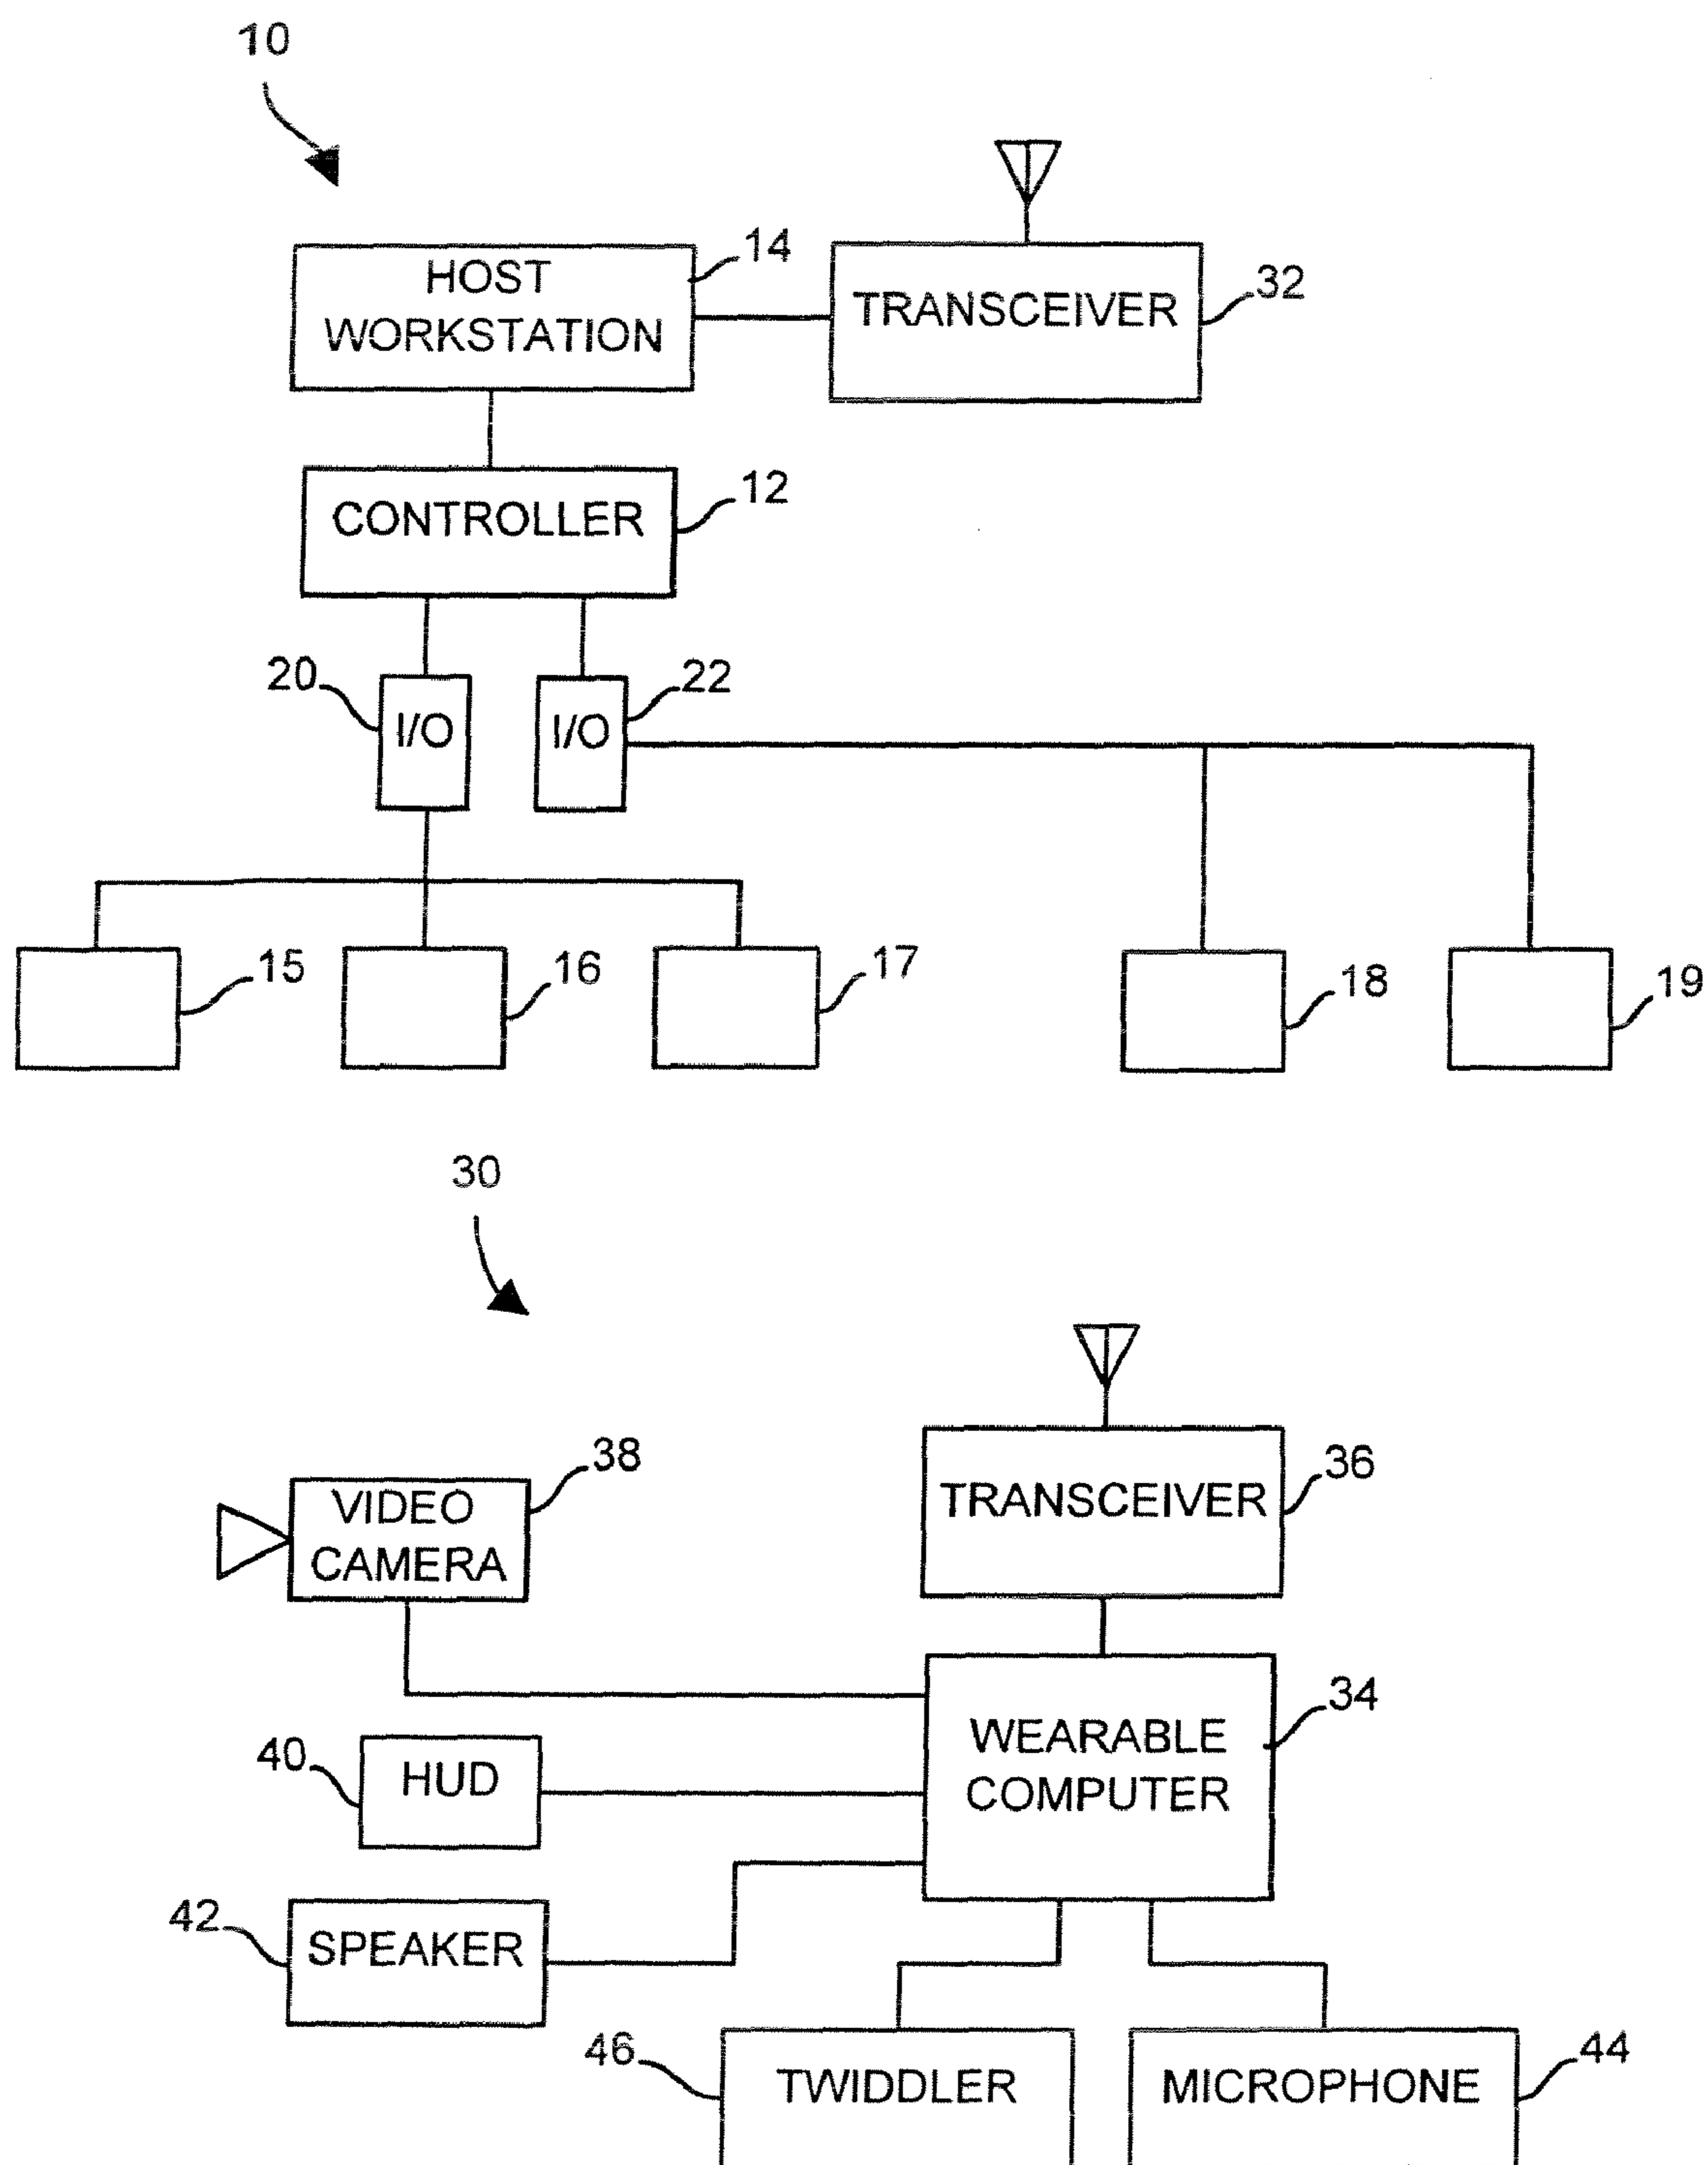 10
HOST
WORKSTATION
14
TRANSCEIVER
32
CONTROLLER
12
20
I/O
I/O
22
15
16
17
18
19
30
VIDEO
CAMERA
38
TRANSCEIVER
36
WEARABLE
COMPUTER
34
40
HUD
42
SPEAKER
46
TWIDDLER
MICROPHONE
44